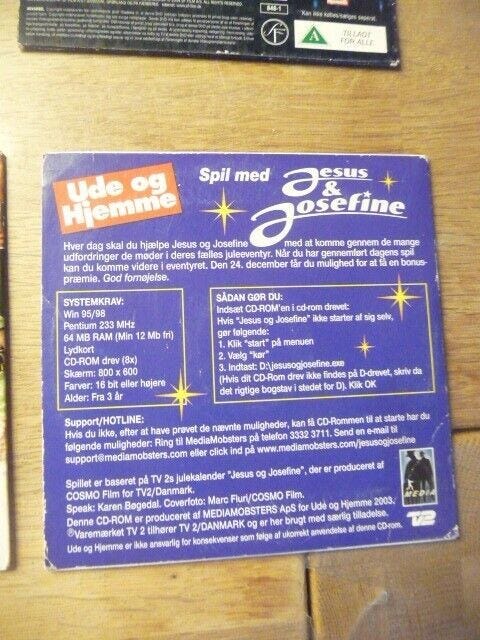 848-1
Kan ikke købes/sælges separat
A
TILLADT
FOR ALLE
Ude og
Hjemme
Spil med
Jesus
&
Josefine
Hver dag skal du hjælpe Jesus og Josefine med at komme gennem de mange
udfordringer de møder i deres fælles juleeventyr. Når du har gennemført dagens spil
kan du komme videre i eventyret. Den 24. december får du mulighed for at få en bonus-
præmie. God fornøjelse.
SYSTEMKRAV:
Win 95/98
Pentium 233 MHz
64 MB RAM (Min 12 Mb fri)
Lydkort
CD-ROM drev (8x)
Skærm: 800 x 600
Farver: 16 bit eller højere
Alder: Fra 3 år
SÅDAN GØR DU:
Indsæt CD-ROM'en i cd-rom drevet:
Hvis "Jesus og Josefine" ikke starter af sig selv,
gør følgende:
1. Klik "start" på menuen
2. Vælg "kør"
3. Indtast: D:\jesusogjosefine.exe
(Hvis dit CD-Rom drev ikke findes på D-drevet, skriv da
det rigtige bogstav i stedet for D). Klik OK
Support/HOTLINE:
Hvis du ikke, efter at have prøvet de nævnte muligheder, kan få CD-Rommen til at starte har du
følgende muligheder: Ring til MediaMobsters på telefon 3332 3711. Send en e-mail til
support@mediamobsters.com eller click ind på www.mediamobsters.com/jesusogjosefine
Spillet er baseret på TV 2s julekalender "Jesus og Josefine", der er produceret af
COSMO Film for TV2/Danmark.
Speak: Karen Bøgedal. Coverfoto: Marc Fluri/COSMO Film.
Denne CD-ROM er produceret af MEDIAMOBSTERS ApS for Ude og Hjemme 2003.
®Varemærket TV 2 tilhører TV 2/DANMARK og er her brugt med særlig tilladelse.
Ude og Hjemme er ikke ansvarlig for konsekvenser som følge af ukorrekt anvendelse af denne cd-rom.
MEDIA
TV2